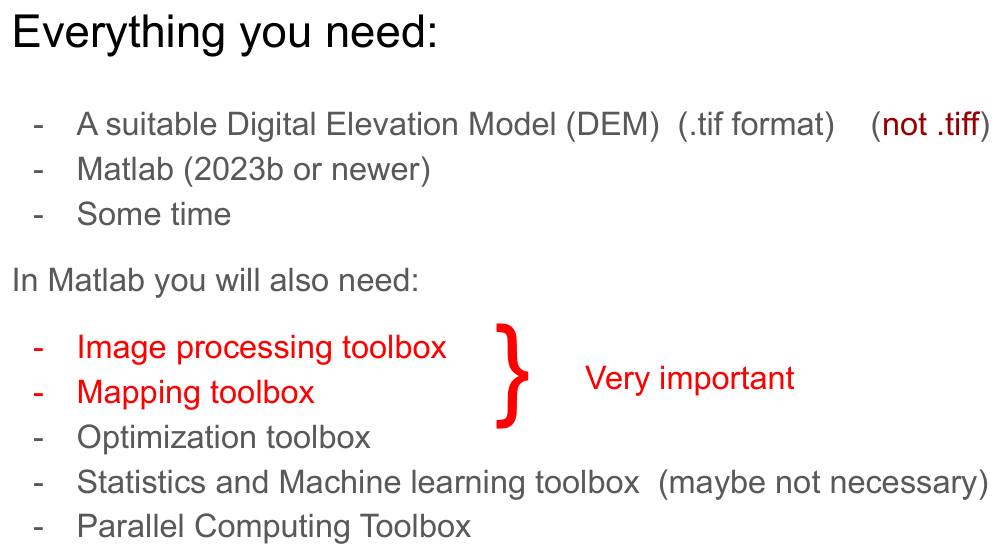 Everything you need:
- A suitable Digital Elevation Model (DEM) (.tif format) (not .tiff)
- Matlab (2023b or newer)
- Some time
In Matlab you will also need:
- Image processing toolbox
- Mapping toolbox
} Very important
- Optimization toolbox
- Statistics and Machine learning toolbox (maybe not necessary)
- Parallel Computing Toolbox